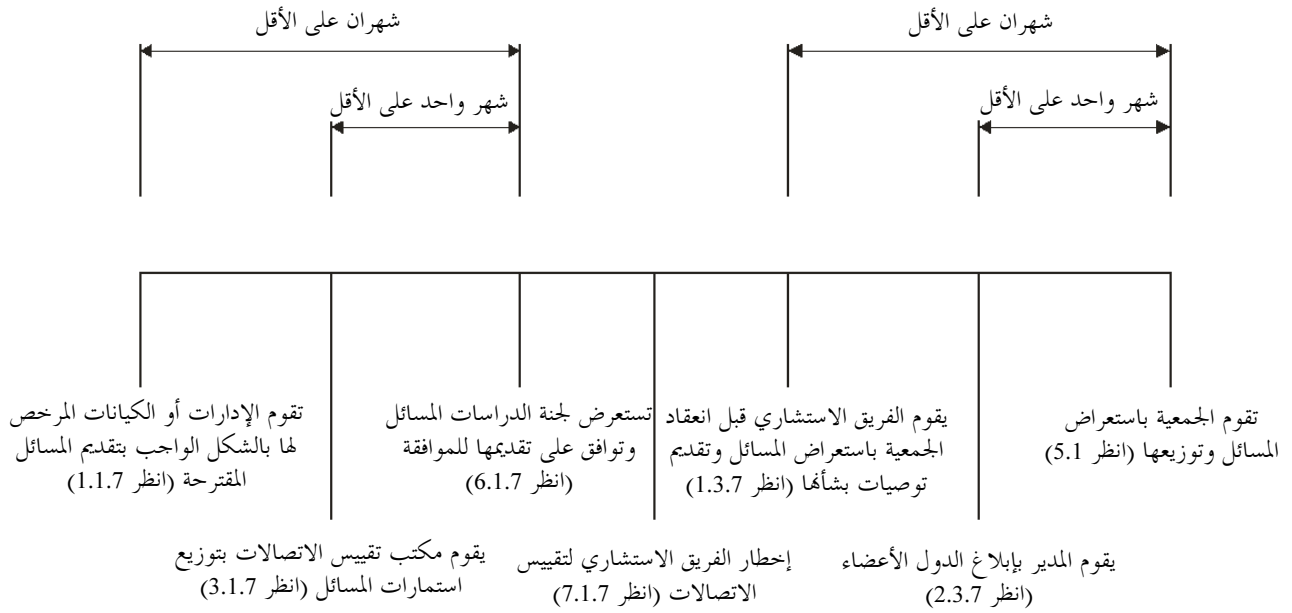 شهران على الأقل
شهران على الأقل
شهر واحد على الأقل
شهر واحد على الأقل
تقوم الجمعية باستعراض
المسائل وتوزيعها (انظر 5.1)
يقوم الفريق الاستشاري قبل انعقاد
الجمعية باستعراض المسائل وتقديم
توصيات بشأنها (انظر 1.3.7)
تستعرض لجنة الدراسات المسائل
وتوافق على تقديمها للموافقة
(انظر 6.1.7)
تقوم الإدارات أو الكيانات المرخص
لها بالشكل الواجب بتقديم المسائل
المقترحة (انظر 1.1.7)
يقوم المدير بإبلاغ الدول الأعضاء
(انظر 2.3.7)
إخطار الفريق الاستشاري لتقييس
الاتصالات (انظر 7.1.7)
يقوم مكتب تقييس الاتصالات بتوزيع
استمارات المسائل (انظر 3.1.7)